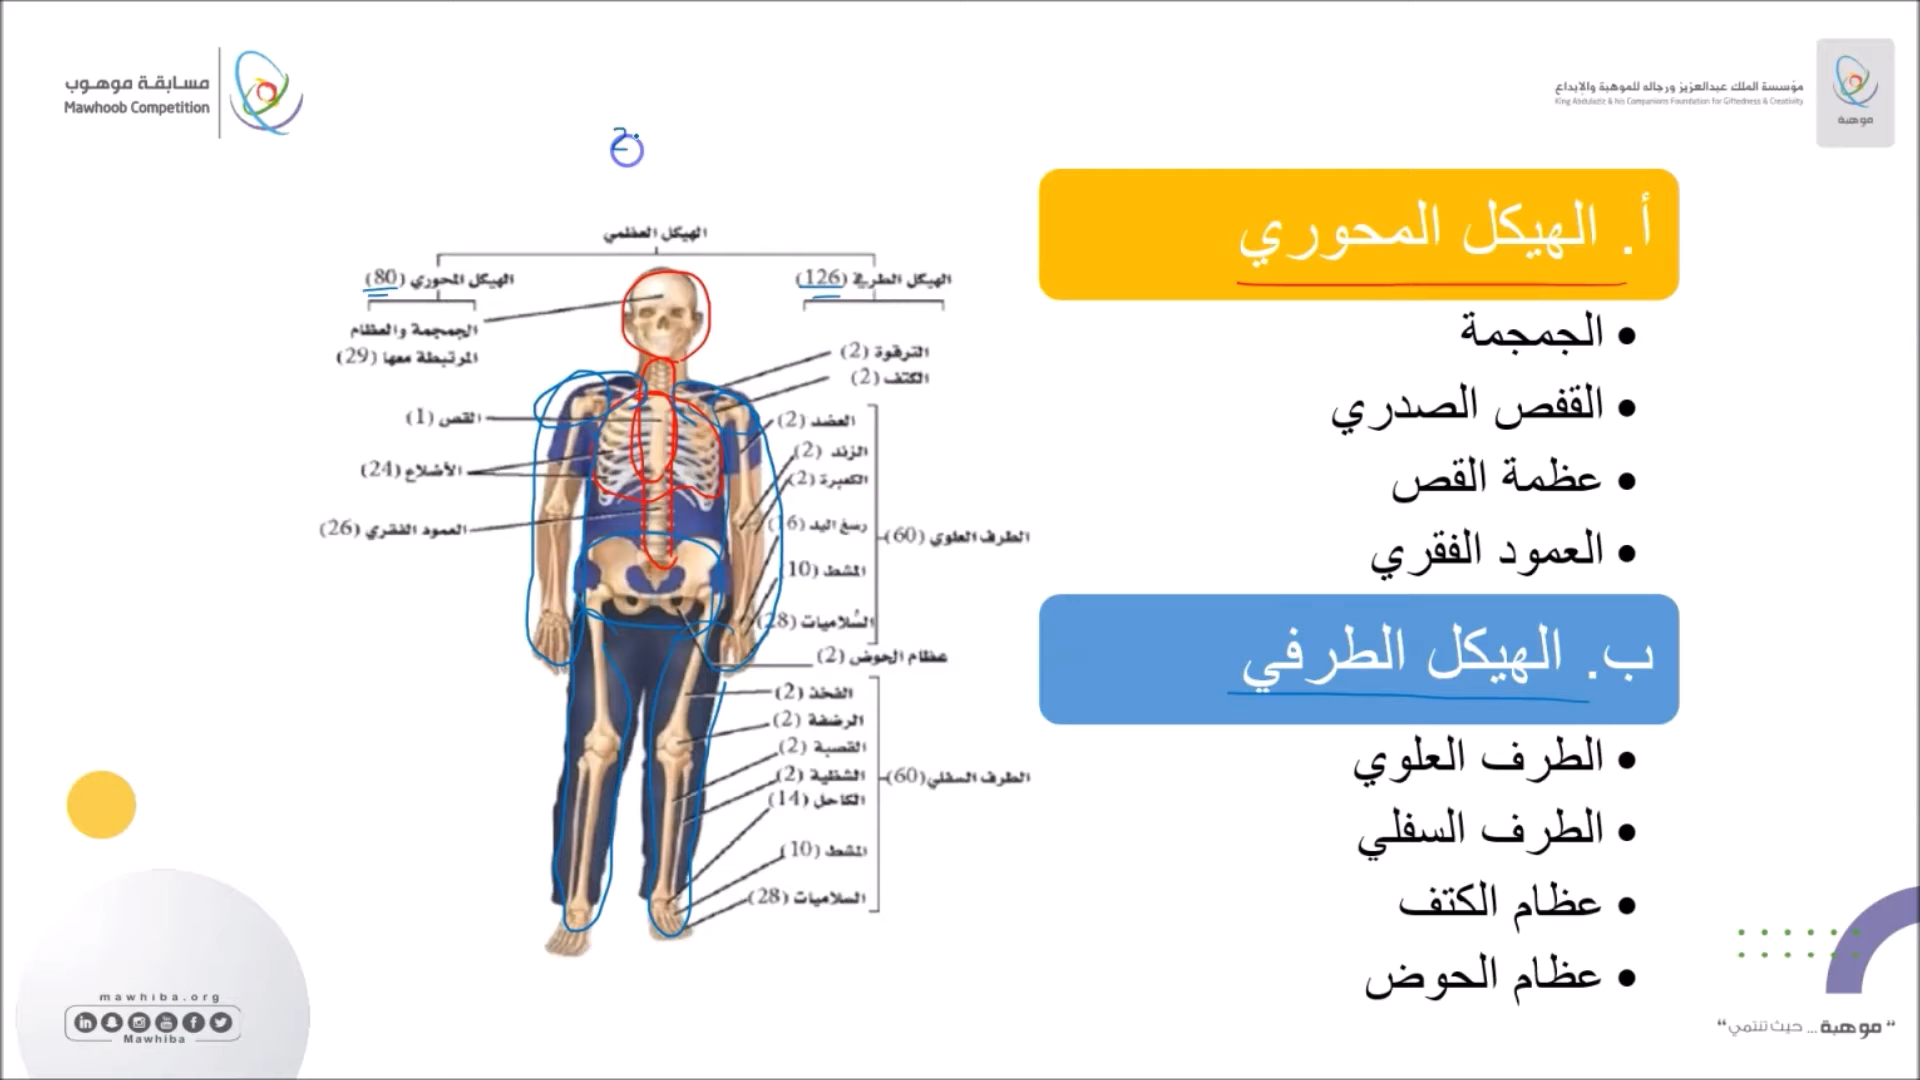 مسابقة موهوب
Mawhoob Competition
مؤسسة الملك عبدالعزيز ورجاله للموهبة والإبداع
King Abdulaziz & his Companions Foundation for Giftedness & Creativity
موهبة
2
أ. الهيكل المحوري
• الجمجمة
• القفص الصدري
• عظمة القص
• العمود الفقري
ب. الهيكل الطرفي
• الطرف العلوي
• الطرف السفلي
• عظام الكتف
• عظام الحوض
الهيكل العظمي
الهيكل الطرفي (126)
الهيكل المحوري (80)
الجمجمة والعظام
المرتبطة معها (29)
القص (1)
الأضلاع (24)
العمود الفقري (26)
الترقوة (2)
الكتف (2)
العضد (2)
الزند (2)
الكعبرة (2)
رسغ اليد (16)
المشط (10
السُّلاميات (28)
الطرف العلوي (60)
عظام الحوض (2)
الفخذ (2)
الرضفة (2)
القصبة (2)
الشظية (2)
الكاحل (14)
المشط (10)
السلاميات (28)
الطرف السفلي (60)
mawhiba.org
Mawhiba
"موهبة ... حيث تنتمي"